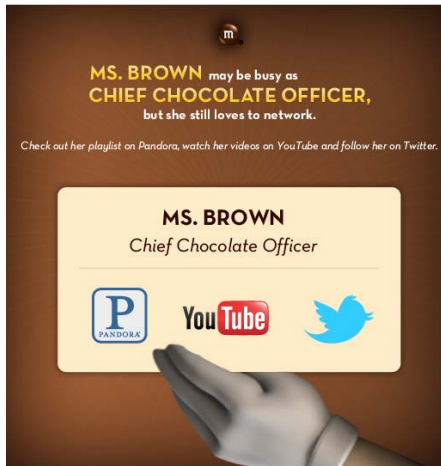 m
MS. BROWN may be busy as
CHIEF CHOCOLATE OFFICER,
but she still loves to network.
Check out her playlist on Pandora, watch her videos on YouTube and follow her on Twitter.
MS. BROWN
Chief Chocolate Officer
P
PANDORA
YouTube